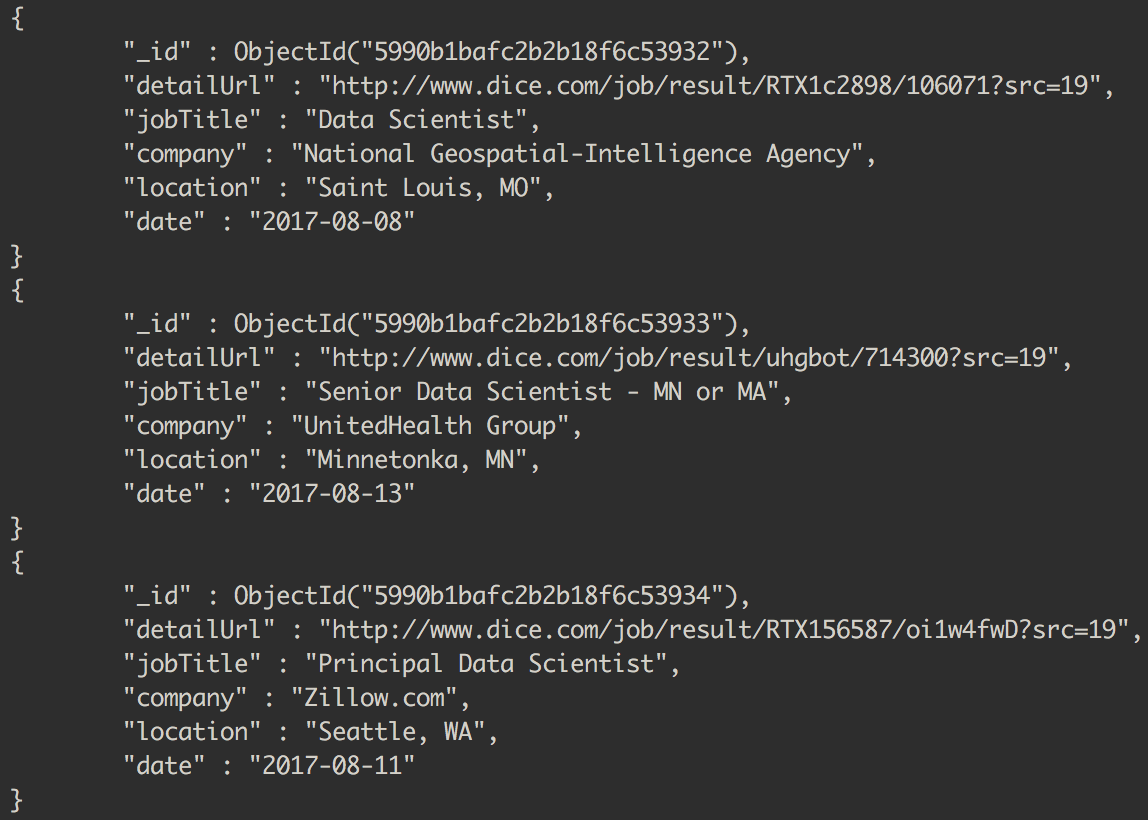 {
"_id" : ObjectId("5990b1bafc2b2b18f6c53932"),
"detailUrl" : "http://www.dice.com/job/result/RTX1c2898/106071?src=19",
"jobTitle" : "Data Scientist",
"company" : "National Geospatial-Intelligence Agency",
"location" : "Saint Louis, MO",
"date" : "2017-08-08"
}
{
"_id" : ObjectId("5990b1bafc2b2b18f6c53933"),
"detailUrl" : "http://www.dice.com/job/result/uhgbot/714300?src=19",
"jobTitle" : "Senior Data Scientist - MN or MA",
"company" : "UnitedHealth Group",
"location" : "Minnetonka, MN",
"date" : "2017-08-13"
}
{
"_id" : ObjectId("5990b1bafc2b2b18f6c53934"),
"detailUrl" : "http://www.dice.com/job/result/RTX156587/oi1w4fwD?src=19",
"jobTitle" : "Principal Data Scientist",
"company" : "Zillow.com",
"location" : "Seattle, WA",
"date" : "2017-08-11"
}